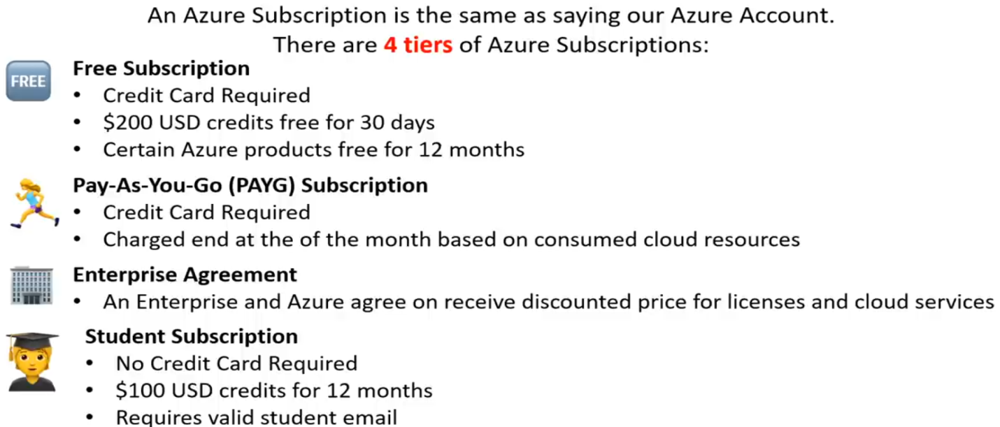 An Azure Subscription is the same as saying our Azure Account.
There are 4 tiers of Azure Subscriptions:
FREE
Free Subscription
• Credit Card Required
• $200 USD credits free for 30 days
• Certain Azure products free for 12 months
Pay-As-You-Go (PAYG) Subscription
• Credit Card Required
• Charged end at the of the month based on consumed cloud resources
Enterprise Agreement
• An Enterprise and Azure agree on receive discounted price for licenses and cloud services
Student Subscription
• No Credit Card Required
• $100 USD credits for 12 months
• Requires valid student email